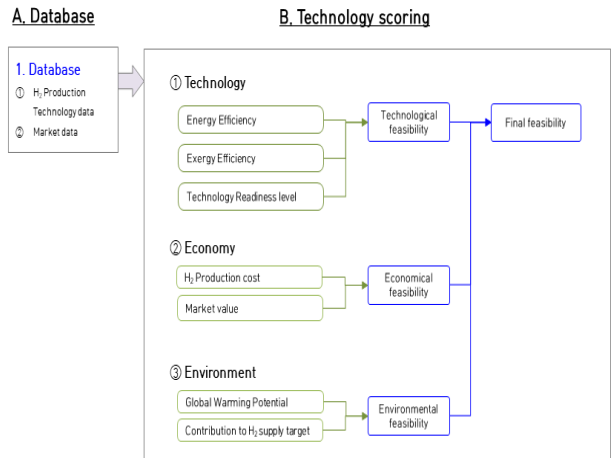 A. Database
B. Technology scoring
1. Database
① H₂ Production
Technology data
② Market data
① Technology
Energy Efficiency
Exergy Efficiency
Technology Readiness level
Technological
feasibility
Final feasibility
② Economy
H₂ Production cost
Market value
Economical
feasibility
③ Environment
Global Warming Potential
Contribution to H₂ supply target
Environmental
feasibility